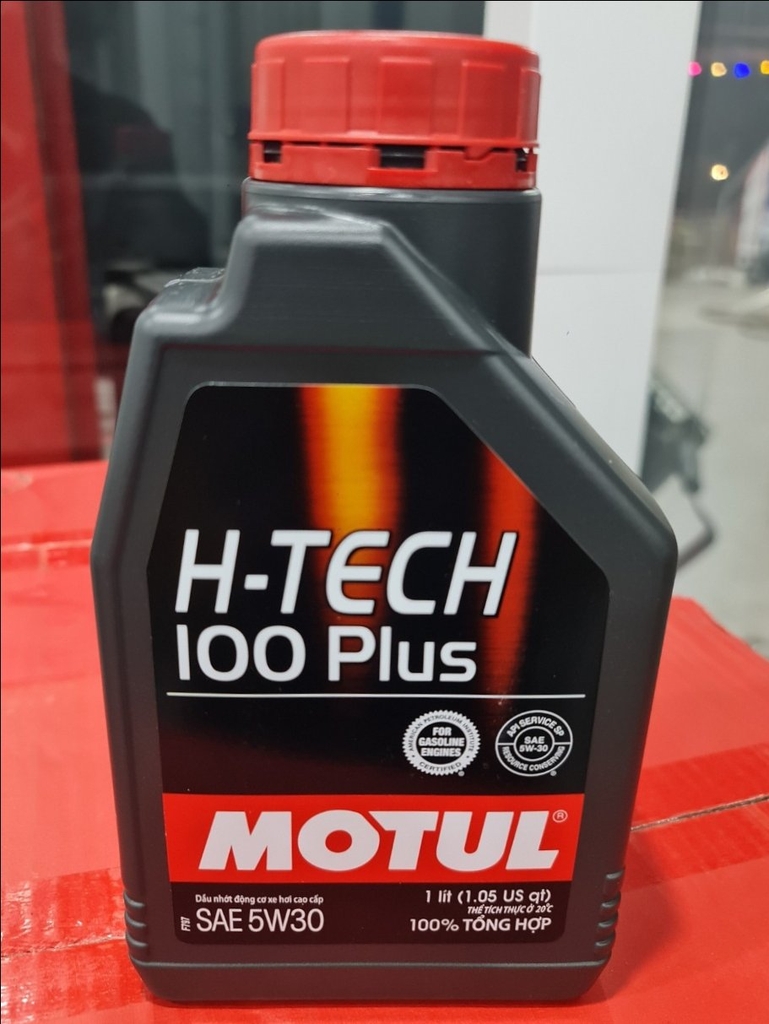 H-TECH
100 Plus
AMERICAN PETROLEUM INSTITUTE
FOR
GASOLINE
ENGINES
CERTIFIED
API SERVICE SP
SAE
5W-30
RESOURCE CONSERVING
MOTUL®
Dầu nhớt động cơ xe hơi cao cấp
SAE 5W30
F797
1 lít (1.05 US qt)
THỂ TÍCH THỰC Ở 20°C
100% TỔNG HỢP